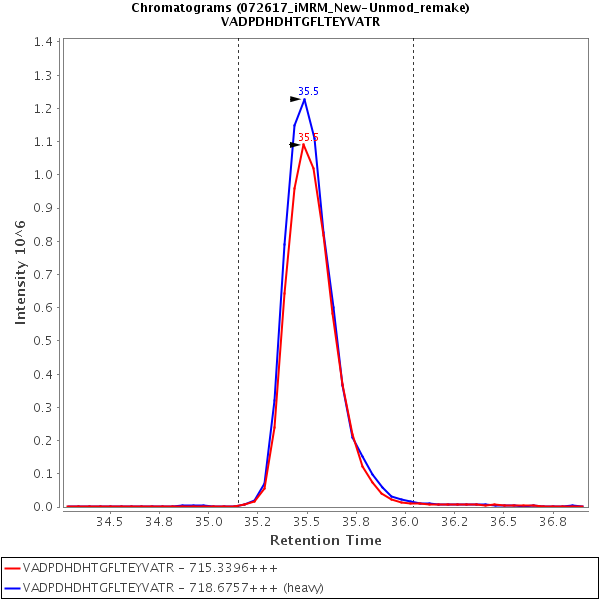 Chromatograms (072617_iMRM_New-Unmod_remake)
VADPDHDHTGFLTEYVATR
1.4
1.3
1.2
1.1
1.0
0.9
0.8
0.7
0.6
0.5
0.4
0.3
0.2
0.1
0.0
Intensity 10^6
35.5
35.5
34.5 34.8 35.0 35.2 35.5 35.8 36.0 36.2 36.5 36.8
Retention Time
VADPDHDHTGFLTEYVATR - 715.3396+++
VADPDHDHTGFLTEYVATR - 718.6757+++ (heavy)